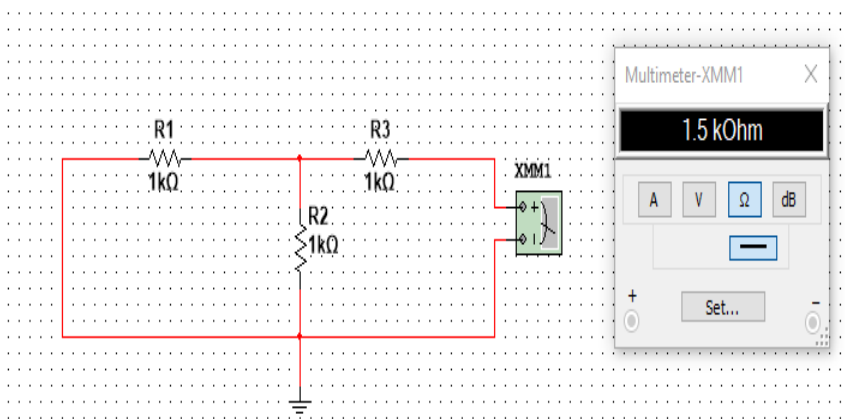 R1
1kΩ
R2
1kΩ
R3
1kΩ
XMM1
+
Multimeter-XMM1 X
1.5 kOhm
A V Ω dB
+ Set... -